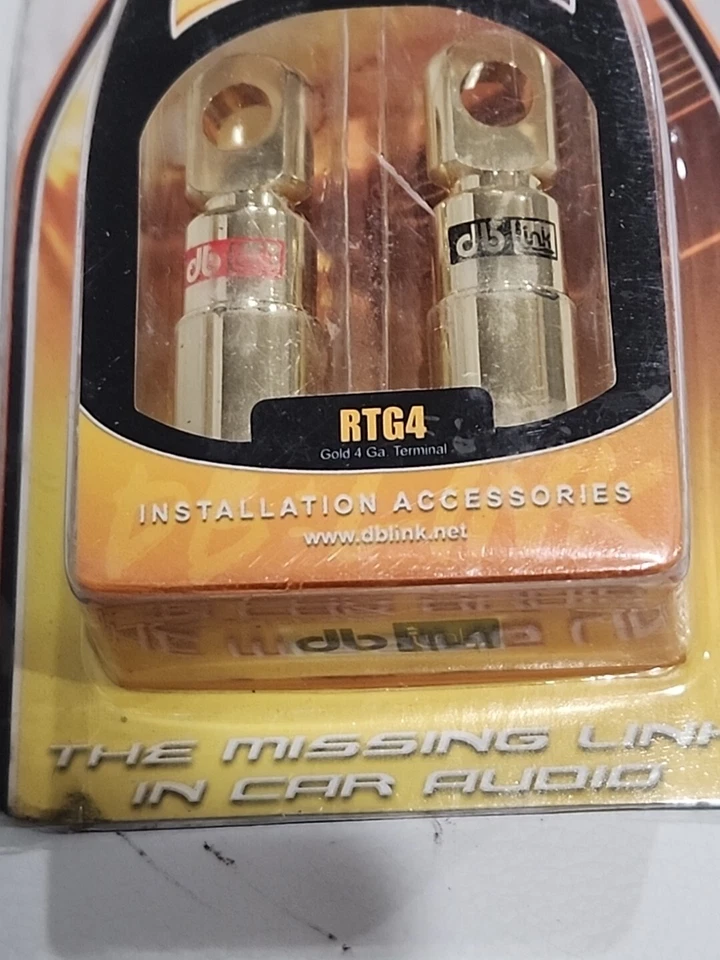 db link
db link
RTG4
Gold 4 Ga. Terminal
INSTALLATION ACCESSORIES
www.dblink.net
db link
THE MISSING LINK
IN CAR AUDIO